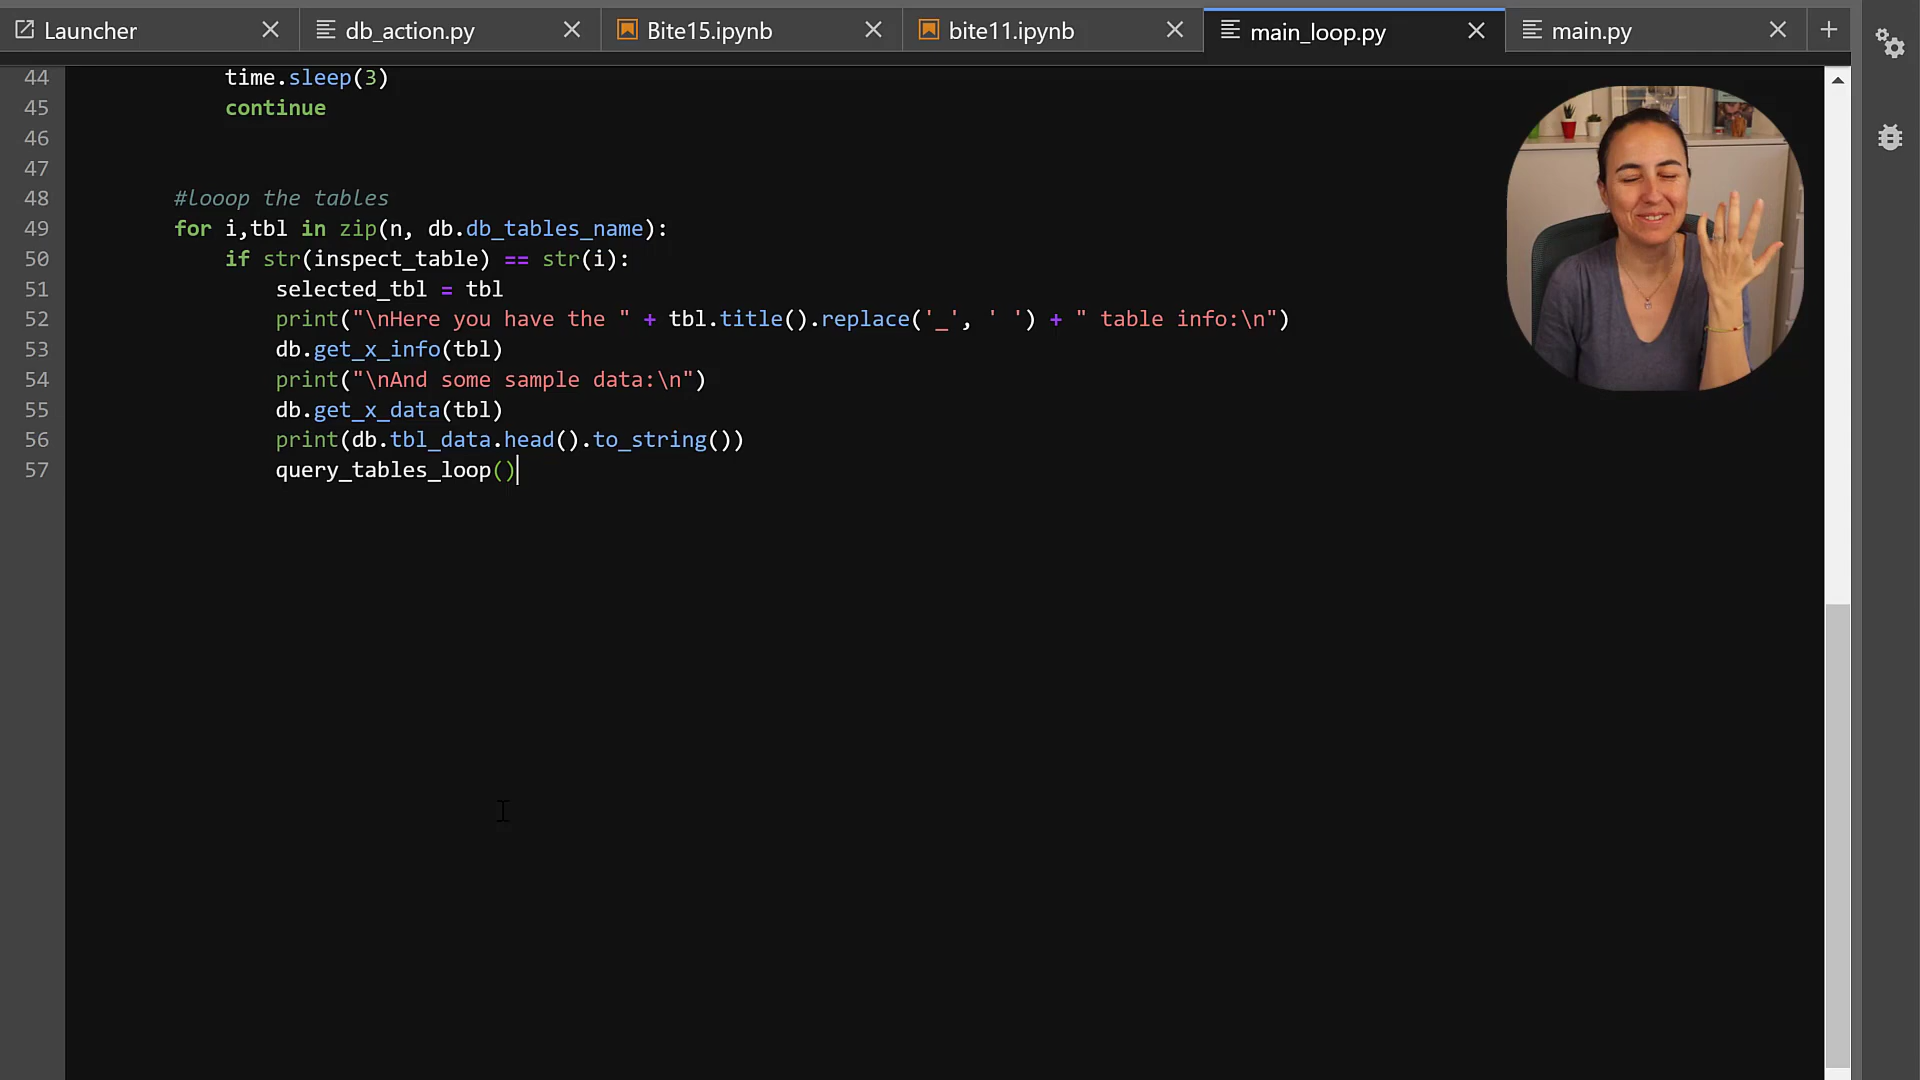 Launcher
db_action.py
Bite15.ipynb
bite11.ipynb
main_loop.py
main.py
44 time.sleep(3)
45 continue
46
47
48 #looop the tables
49 for i,tbl in zip(n, db.db_tables_name):
50 if str(inspect_table) == str(i):
51 selected_tbl = tbl
52 print("\nHere you have the " + tbl.title().replace('_', ' ') + " table info:\n")
53 db.get_x_info(tbl)
54 print("\nAnd some sample data:\n")
55 db.get_x_data(tbl)
56 print(db.tbl_data.head().to_string())
57 query_tables_loop()